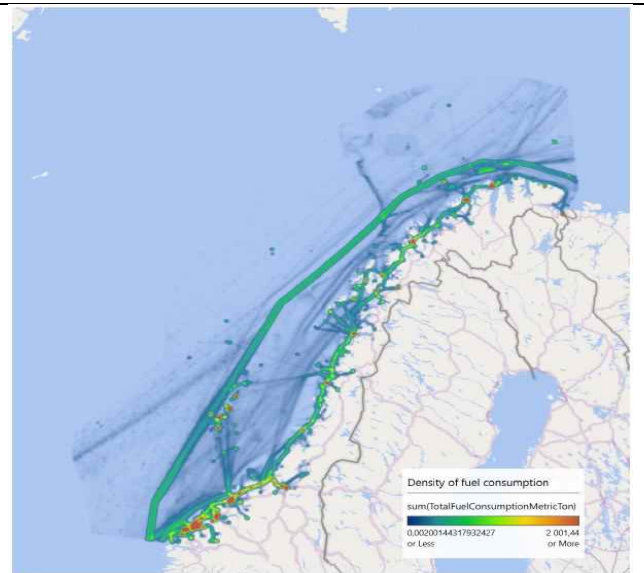 Density of fuel consumption
sum(TotalFuelConsumptionMetricTon)
0,00200144317932427 2 001,44
or Less or More